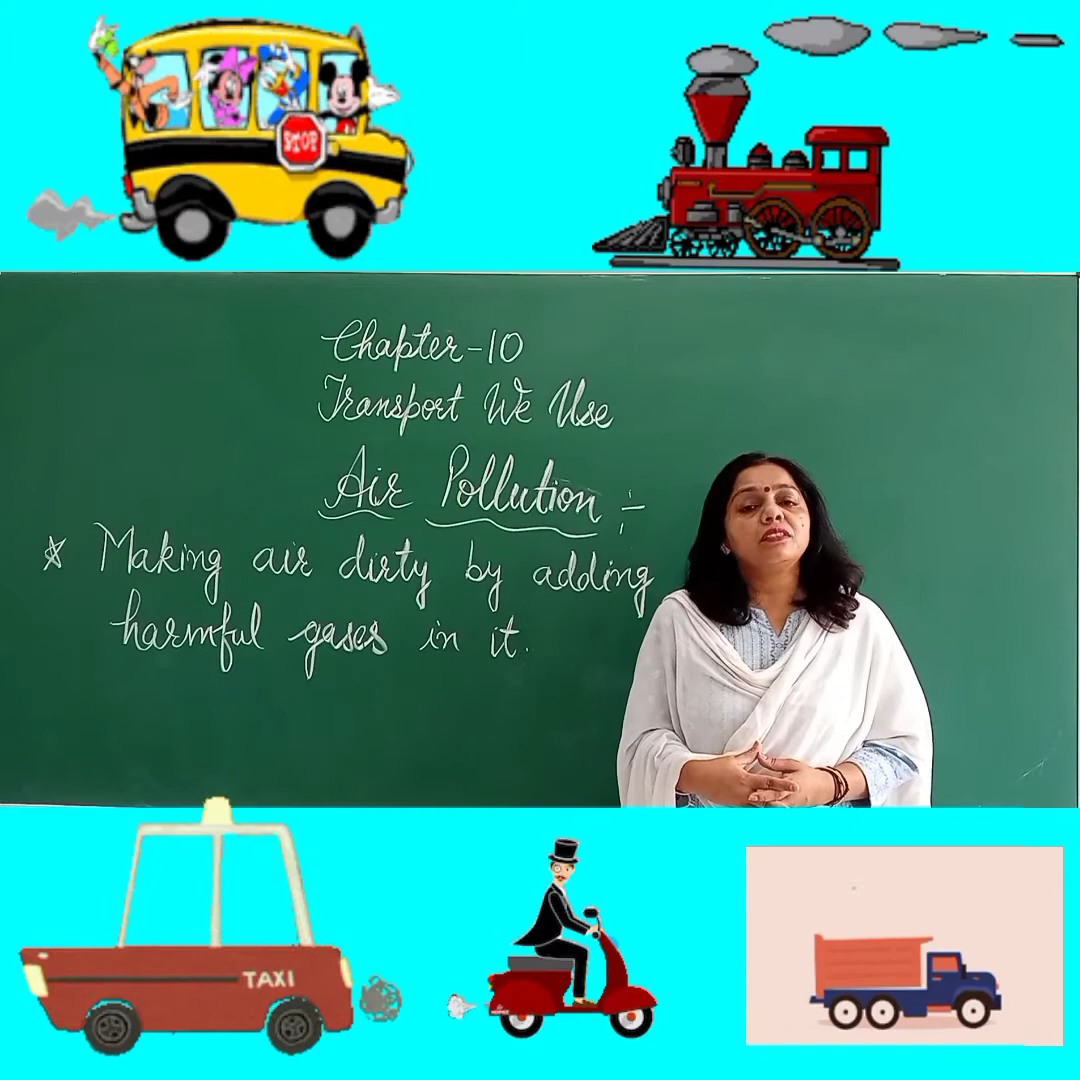 STOP
Chapter-10
Transport We Use
Air Pollution :-
* Making air dirty by adding
harmful gases in it.
TAXI